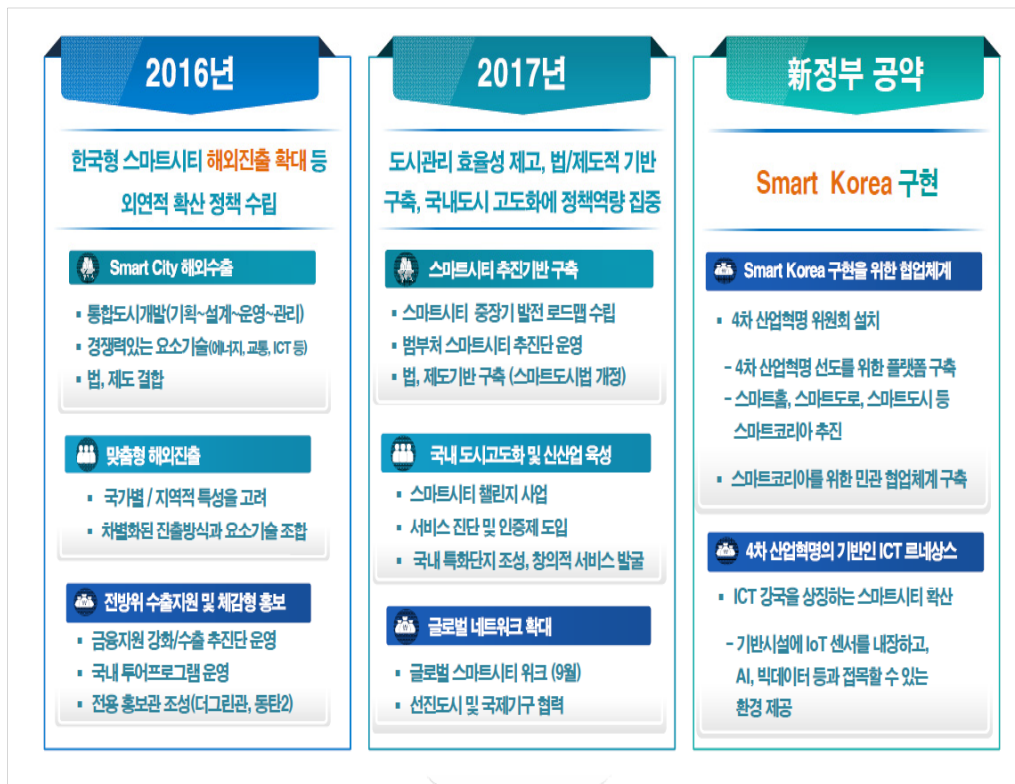 2016년
한국형 스마트시티 해외진출 확대 등
외연적 확산 정책 수립
Smart City 해외수출
▪ 통합도시개발(기획~설계~운영~관리)
▪ 경쟁력있는 요소기술(에너지, 교통, ICT 등)
▪ 법, 제도 결합
맞춤형 해외진출
▪ 국가별 / 지역적 특성을 고려
▪ 차별화된 진출방식과 요소기술 조합
전방위 수출지원 및 체감형 홍보
▪ 금융지원 강화/수출 추진단 운영
▪ 국내 투어프로그램 운영
▪ 전용 홍보관 조성(더그린관, 동탄2)
2017년
도시관리 효율성 제고, 법/제도적 기반
구축, 국내도시 고도화에 정책역량 집중
스마트시티 추진기반 구축
▪ 스마트시티 중장기 발전 로드맵 수립
▪ 범부처 스마트시티 추진단 운영
▪ 법, 제도기반 구축 (스마트도시법 개정)
국내 도시고도화 및 신산업 육성
▪ 스마트시티 챌린지 사업
▪ 서비스 진단 및 인증제 도입
▪ 국내 특화단지 조성, 창의적 서비스 발굴
글로벌 네트워크 확대
▪ 글로벌 스마트시티 위크 (9월)
▪ 선진도시 및 국제기구 협력
新정부 공약
Smart Korea 구현
Smart Korea 구현을 위한 협업체계
▪ 4차 산업혁명 위원회 설치
– 4차 산업혁명 선도를 위한 플랫폼 구축
– 스마트홈, 스마트도로, 스마트도시 등
스마트코리아 추진
▪ 스마트코리아를 위한 민관 협업체계 구축
4차 산업혁명의 기반인 ICT 르네상스
▪ ICT 강국을 상징하는 스마트시티 확산
– 기반시설에 IoT 센서를 내장하고,
AI, 빅데이터 등과 접목할 수 있는
환경 제공